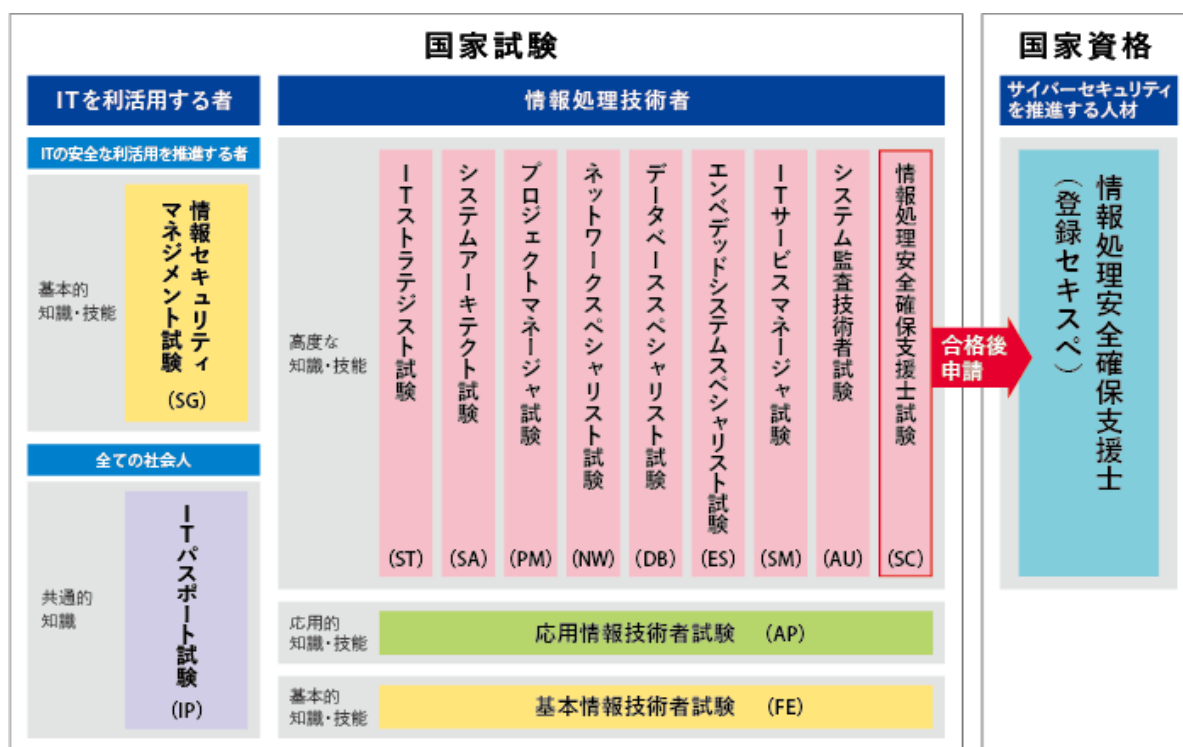 国家試験
ITを利活用する者
ITの安全な利活用を推進する者
基本的
知識・技能
情報セキュリティ
マネジメント試験
(SG)
全ての社会人
共通的
知識
ITパスポート試験
(IP)
情報処理技術者
高度な
知識・技能
ITストラテジスト試験
(ST)
システムアーキテクト試験
(SA)
プロジェクトマネージャ試験
(PM)
ネットワークスペシャリスト試験
(NW)
データベーススペシャリスト試験
(DB)
エンベデッドシステムスペシャリスト試験
(ES)
ITサービスマネージャ試験
(SM)
システム監査技術者試験
(AU)
情報処理安全確保支援士試験
(SC)
応用的
知識・技能
応用情報技術者試験 (AP)
基本的
知識・技能
基本情報技術者試験 (FE)
合格後
申請
国家資格
サイバーセキュリティ
を推進する人材
情報処理安全確保支援士
(登録セキスペ)